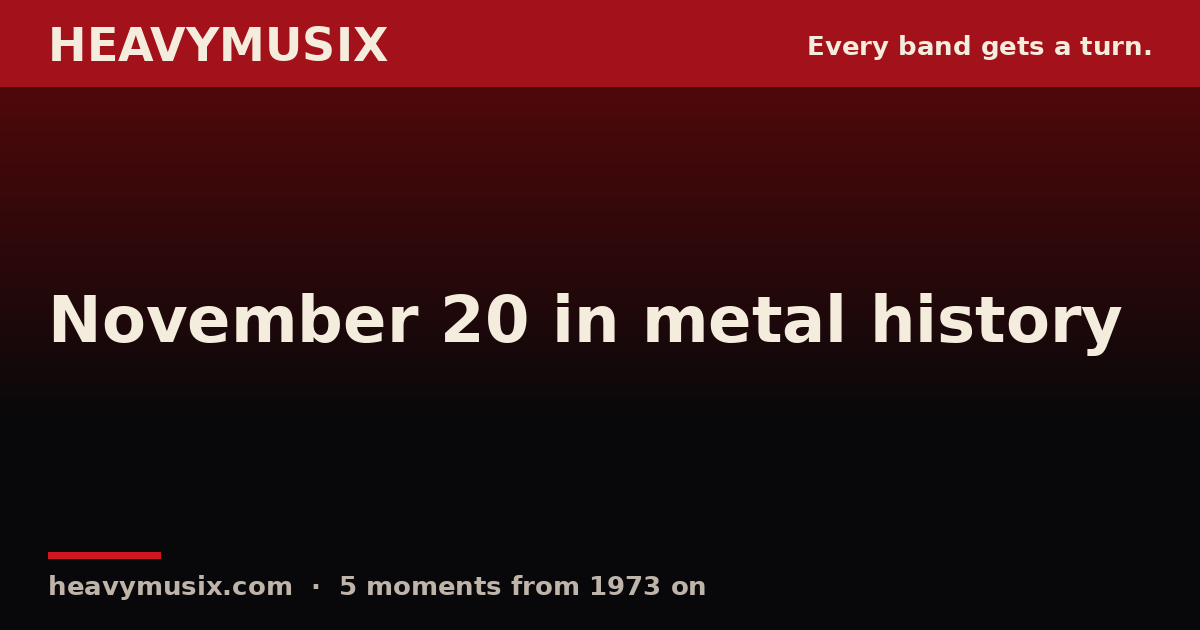 HEAVYMUSIX
Every band gets a turn.
November 20 in metal history
heavymusix.com · 5 moments from 1973 on